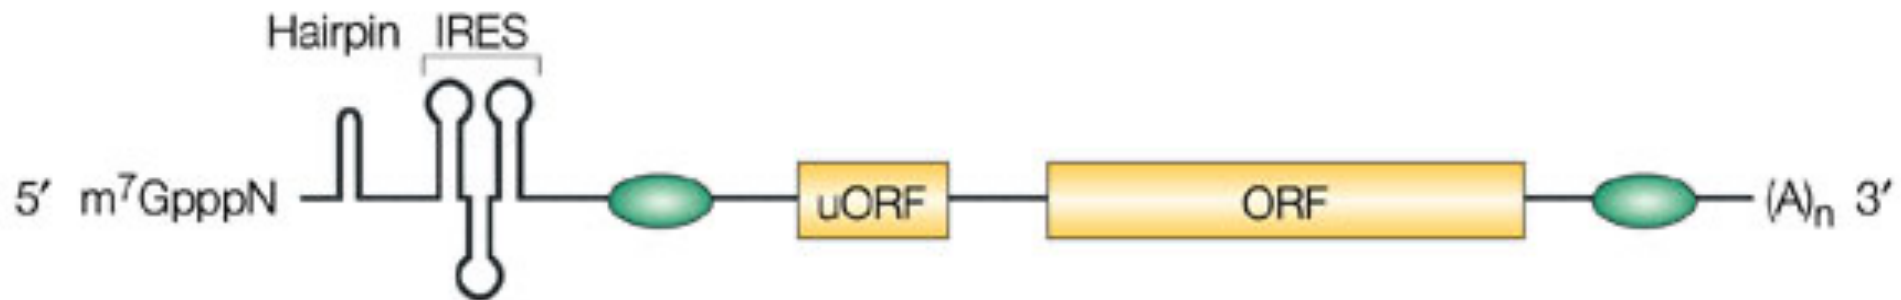 Hairpin IRES
5′ m⁷GpppN uORF ORF (A)ₙ 3′